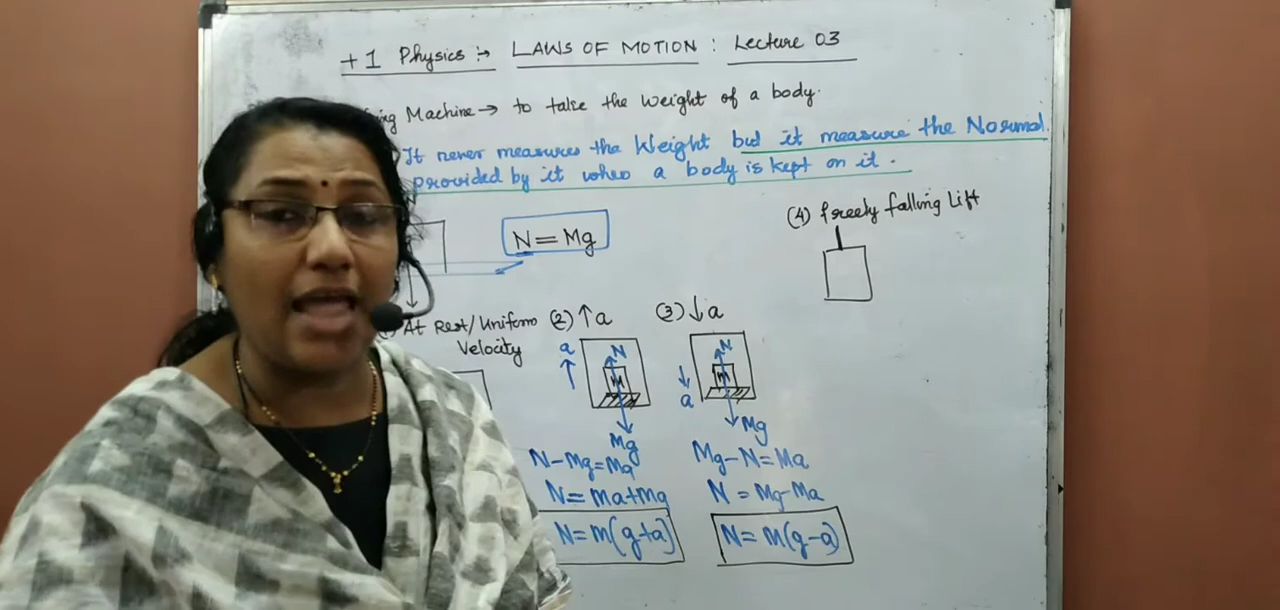 +1 Physics :→ LAWS OF MOTION : Lecture 03
Machine → to take the weight of a body.
It never measures the Weight but it measure the Normal
provided by it when a body is kept on it.
N = Mg
(4) freely falling Lift
At Rest/Uniform
Velocity
(2) ↑a
a ↑
N
M
Mg
N-Mg=Ma
N= ma+mg
N= m(g+a)
(3) ↓a
↓ a
N
M
Mg
Mg-N=Ma
N = Mg-Ma
N= m(g-a)